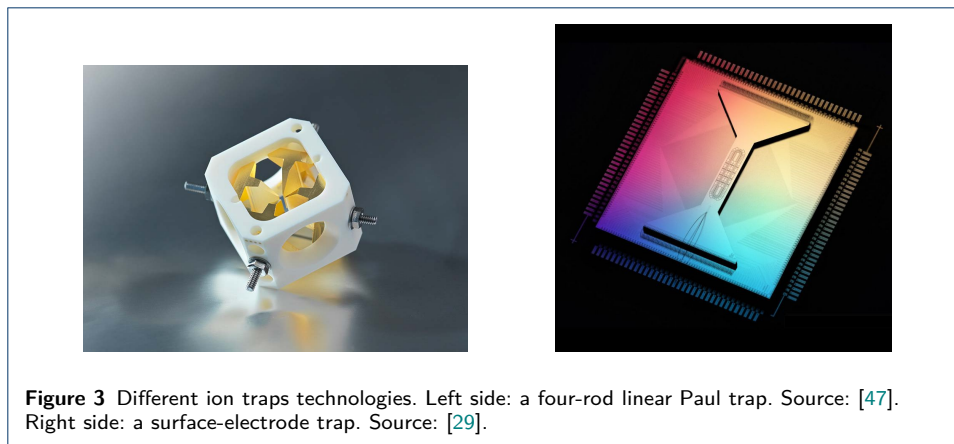 Figure 3 Different ion traps technologies. Left side: a four-rod linear Paul trap. Source: [47].
Right side: a surface-electrode trap. Source: [29].